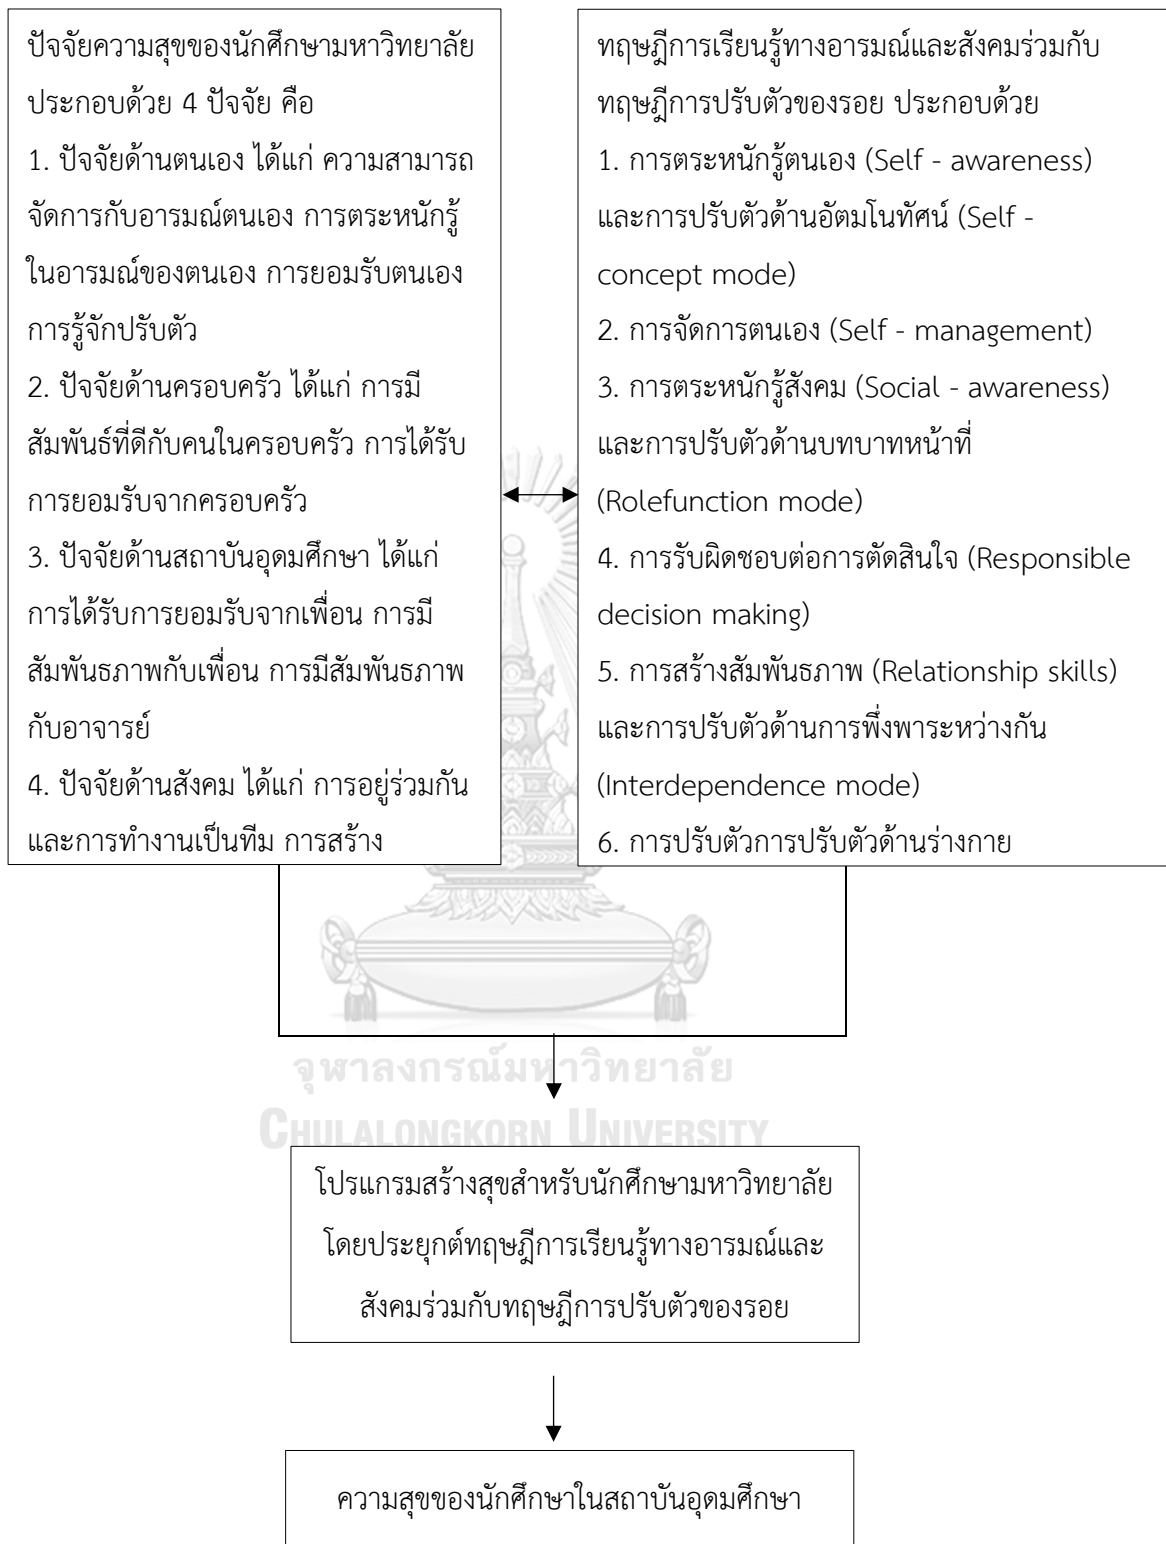 ปัจจัยความสุขของนักศึกษามหาวิทยาลัย
ประกอบด้วย 4 ปัจจัย คือ
1. ปัจจัยด้านตนเอง ได้แก่ ความสามารถ
จัดการกับอารมณ์ตนเอง การตระหนักรู้
ในอารมณ์ของตนเอง การยอมรับตนเอง
การรู้จักปรับตัว
2. ปัจจัยด้านครอบครัว ได้แก่ การมี
สัมพันธ์ที่ดีกับคนในครอบครัว การได้รับ
การยอมรับจากครอบครัว
3. ปัจจัยด้านสถาบันอุดมศึกษา ได้แก่
การได้รับการยอมรับจากเพื่อน การมี
สัมพันธภาพกับเพื่อน การมีสัมพันธภาพ
กับอาจารย์
4. ปัจจัยด้านสังคม ได้แก่ การอยู่ร่วมกัน
และการทำงานเป็นทีม การสร้าง
ทฤษฎีการเรียนรู้ทางอารมณ์และสังคมร่วมกับ
ทฤษฎีการปรับตัวของรอย ประกอบด้วย
1. การตระหนักรู้ตนเอง (Self - awareness)
และการปรับตัวด้านอัตมโนทัศน์ (Self -
concept mode)
2. การจัดการตนเอง (Self - management)
3. การตระหนักรู้สังคม (Social - awareness)
และการปรับตัวด้านบทบาทหน้าที่
(Rolefunction mode)
4. การรับผิดชอบต่อการตัดสินใจ (Responsible
decision making)
5. การสร้างสัมพันธภาพ (Relationship skills)
และการปรับตัวด้านการพึ่งพาระหว่างกัน
(Interdependence mode)
6. การปรับตัวการปรับตัวด้านร่างกาย
จุฬาลงกรณ์มหาวิทยาลัย
CHULALONGKORN UNIVERSITY
โปรแกรมสร้างสุขสำหรับนักศึกษามหาวิทยาลัย
โดยประยุกต์ทฤษฎีการเรียนรู้ทางอารมณ์และ
สังคมร่วมกับทฤษฎีการปรับตัวของรอย
ความสุขของนักศึกษาในสถาบันอุดมศึกษา